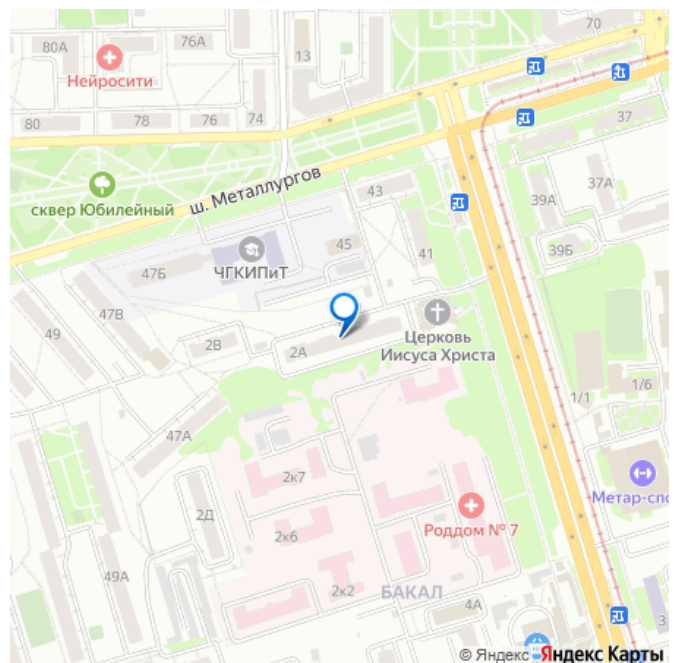 70
76А
80А
13
Нейросити
80
78
76
74
37
ш. Металлургов
43
37А
39А
сквер Юбилейный
45
41
39Б
ЧГКИПиТ
47Б
47В
49
2В
2А
Церковь
Иисуса Христа
1/6
1/1
47А
2к7
Метар-спо
2Д
Роддом № 7
2к6
49А
2к2
БАКАЛ
4А
3
© Яндекс Яндекс Карты